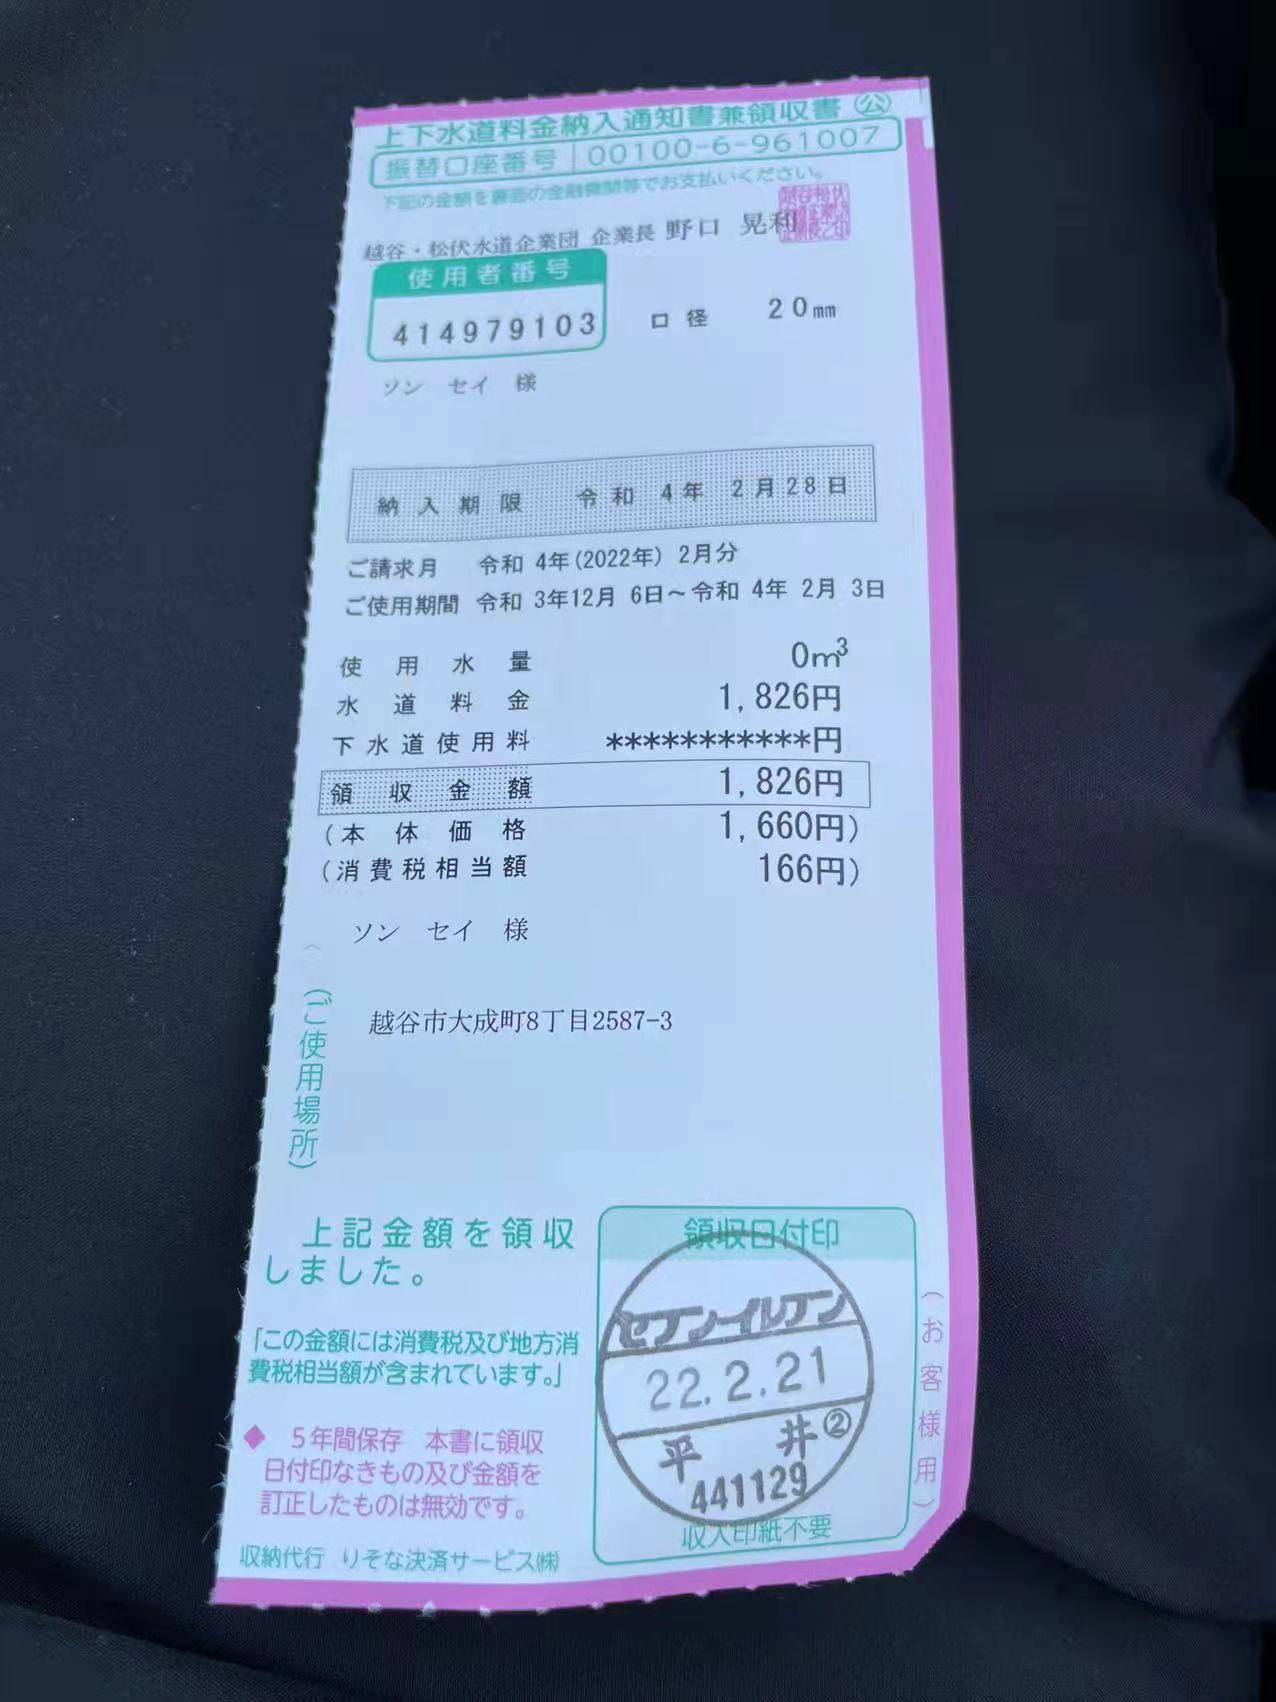 上下水道料金納入通知書兼領収書 公
振替口座番号 00100-6-961007
下記の金額を裏面の金融機関等でお支払いください。
越谷・松伏水道企業団 企業長 野口 晃和
使用者番号
414979103 口径 20mm
ソン セイ 様
納入期限 令和 4年 2月28日
ご請求月 令和 4年(2022年) 2月分
ご使用期間 令和 3年12月 6日～令和 4年 2月 3日
使用水量 0m³
水道料金 1,826円
下水道使用料 ***********円
領収金額 1,826円
(本体価格 1,660円)
(消費税相当額 166円)
ソン セイ 様
(ご使用場所)
越谷市大成町8丁目2587-3
上記金額を領収
しました。
「この金額には消費税及び地方消
費税相当額が含まれています。」
◆ 5年間保存 本書に領収
日付印なきもの及び金額を
訂正したものは無効です。
収納代行 りそな決済サービス㈱
領収日付印
セブン-イレブン
22.2.21
平井②
441129
収入印紙不要
(お客様用)